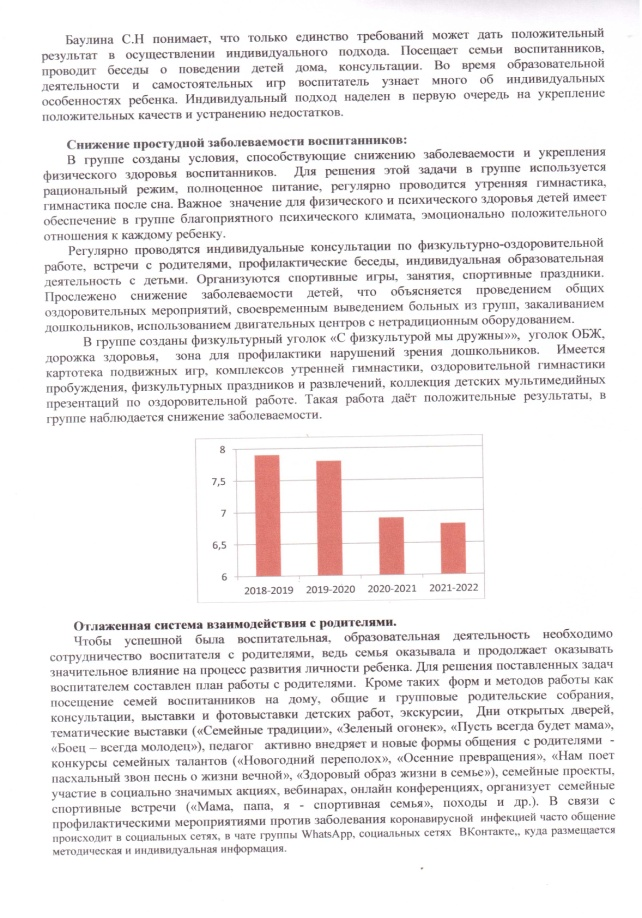 Баулина С.Н понимает, что только единство требований может дать положительный
результат в осуществлении индивидуального подхода. Посещает семьи воспитанников,
проводит беседы о поведении детей дома, консультации. Во время образовательной
деятельности и самостоятельных игр воспитатель узнает много об индивидуальных
особенностях ребенка. Индивидуальный подход наделен в первую очередь на укрепление
положительных качеств и устранению недостатков.
Снижение простудной заболеваемости воспитанников:
В группе созданы условия, способствующие снижению заболеваемости и укрепления
физического здоровья воспитанников. Для решения этой задачи в группе используется
рациональный режим, полноценное питание, регулярно проводится утренняя гимнастика,
гимнастика после сна. Важное значение для физического и психического здоровья детей имеет
обеспечение в группе благоприятного психического климата, эмоционально положительного
отношения к каждому ребенку.
Регулярно проводятся индивидуальные консультации по физкультурно-оздоровительной
работе, встречи с родителями, профилактические беседы, индивидуальная образовательная
деятельность с детьми. Организуются спортивные игры, занятия, спортивные праздники.
Прослежено снижение заболеваемости детей, что объясняется проведением общих
оздоровительных мероприятий, своевременным выведением больных из групп, закаливанием
дошкольников, использованием двигательных центров с нетрадиционным оборудованием.
В группе созданы физкультурный уголок «С физкультурой мы дружны»», уголок ОБЖ,
дорожка здоровья, зона для профилактики нарушений зрения дошкольников. Имеется
картотека подвижных игр, комплексов утренней гимнастики, оздоровительной гимнастики
пробуждения, физкультурных праздников и развлечений, коллекция детских мультимедийных
презентаций по оздоровительной работе. Такая работа даёт положительные результаты, в
группе наблюдается снижение заболеваемости.
8
7,5
7
6,5
6
2018-2019 2019-2020 2020-2021 2021-2022
Отлаженная система взаимодействия с родителями.
Чтобы успешной была воспитательная, образовательная деятельность необходимо
сотрудничество воспитателя с родителями, ведь семья оказывала и продолжает оказывать
значительное влияние на процесс развития личности ребенка. Для решения поставленных задач
воспитателем составлен план работы с родителями. Кроме таких форм и методов работы как
посещение семей воспитанников на дому, общие и групповые родительские собрания,
консультации, выставки и фотовыставки детских работ, экскурсии, Дни открытых дверей,
тематические выставки («Семейные традиции», «Зеленый огонек», «Пусть всегда будет мама»,
«Боец – всегда молодец»), педагог активно внедряет и новые формы общения с родителями -
конкурсы семейных талантов («Новогодний переполох», «Осенние превращения», «Нам поет
пасхальный звон песнь о жизни вечной», «Здоровый образ жизни в семье»), семейные проекты,
участие в социально значимых акциях, вебинарах, онлайн конференциях, организует семейные
спортивные встречи («Мама, папа, я - спортивная семья», походы и др.). В связи с
профилактическими мероприятиями против заболевания коронавирусной инфекцией часто общение
происходит в социальных сетях, в чате группы WhatsApp, социальных сетях ВКонтакте,, куда размещается
методическая и индивидуальная информация.